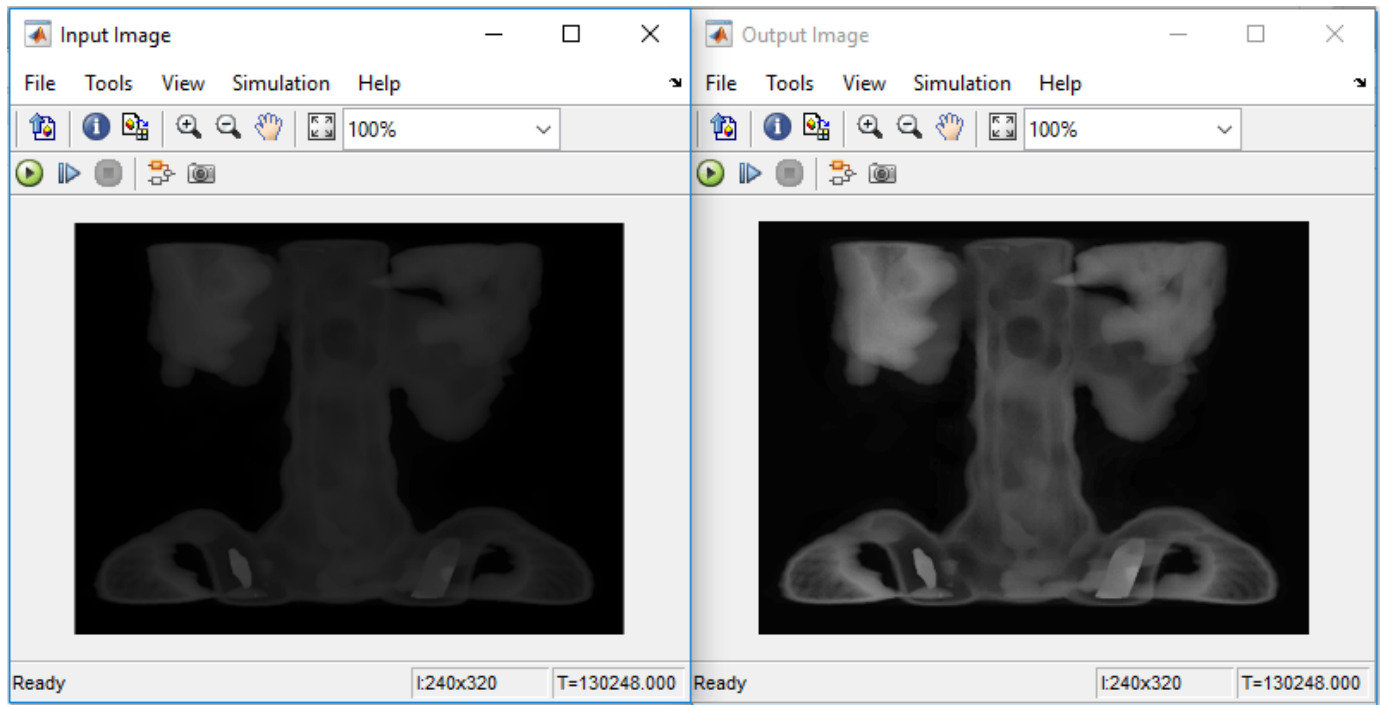 Input Image
File Tools View Simulation Help
100%
Ready I:240x320 T=130248.000
Output Image
File Tools View Simulation Help
100%
Ready I:240x320 T=130248.000